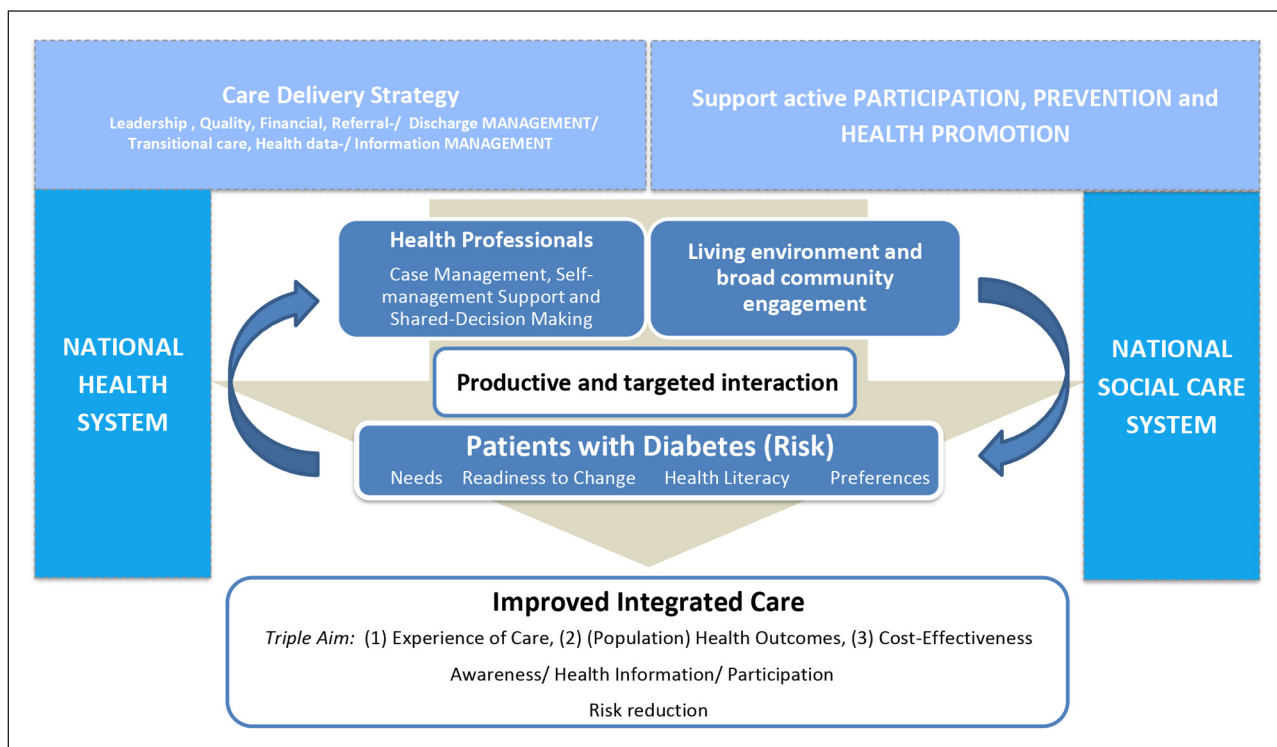 Care Delivery Strategy
Leadership , Quality, Financial, Referral-/ Discharge MANAGEMENT/
Transitional care, Health data-/ Information MANAGEMENT
Support active PARTICIPATION, PREVENTION and
HEALTH PROMOTION
NATIONAL
HEALTH
SYSTEM
Health Professionals
Case Management, Self-
management Support and
Shared-Decision Making
Living environment and
broad community
engagement
Productive and targeted interaction
Patients with Diabetes (Risk)
Needs Readiness to Change Health Literacy Preferences
NATIONAL
SOCIAL CARE
SYSTEM
Improved Integrated Care
Triple Aim: (1) Experience of Care, (2) (Population) Health Outcomes, (3) Cost-Effectiveness
Awareness/ Health Information/ Participation
Risk reduction